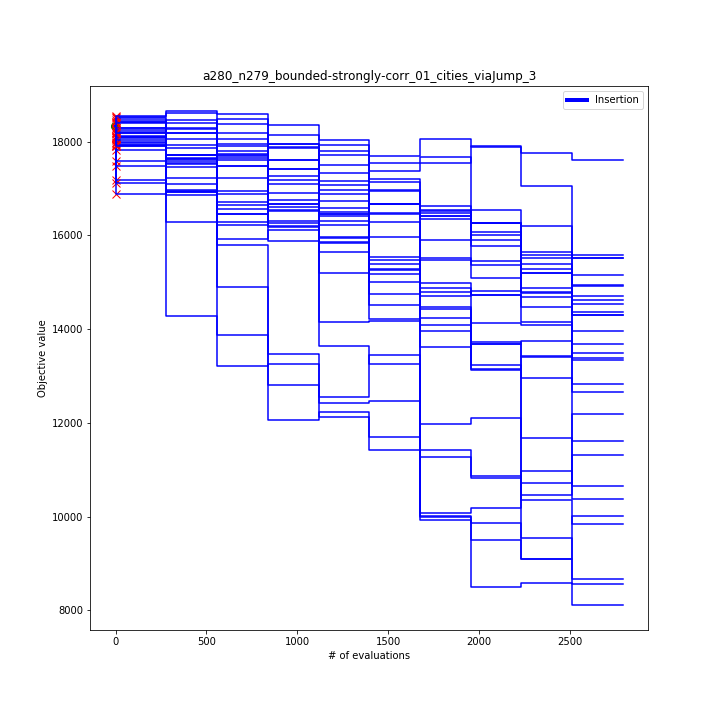 a280_n279_bounded-strongly-corr_01_cities_viaJump_3
Insertion
Objective value
18000
16000
14000
12000
10000
8000
0 500 1000 1500 2000 2500
# of evaluations